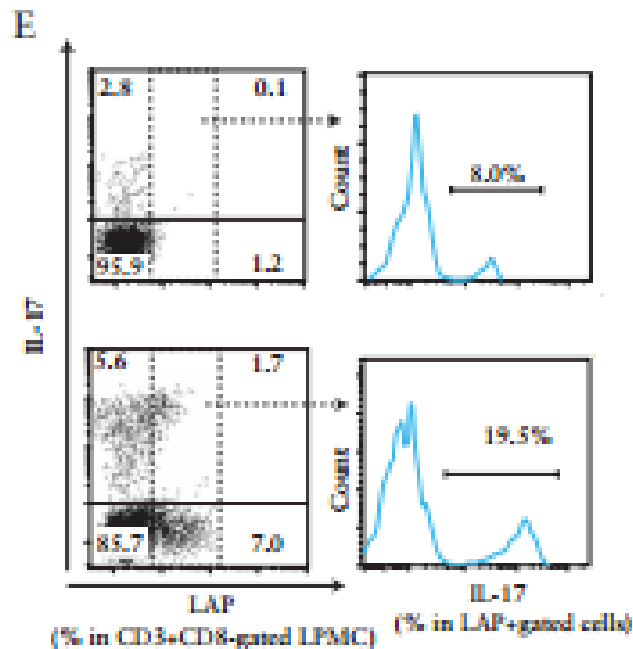 E
2.8 0.1
95.9 1.2
Count
8.0%
IL-17
5.6 1.7
85.7 7.0
Count
19.5%
LAP
(% in CD3+CD8-gated LPMC)
IL-17
(% in LAP+gated cells)